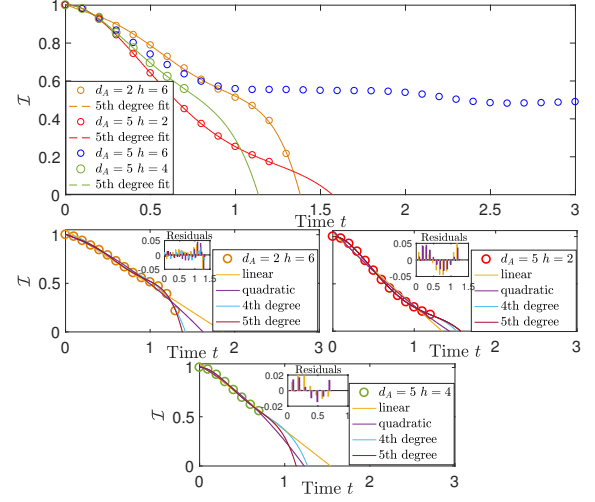 1
0.8
0.6
0.4
0.2
0
ℐ
d_A = 2 h = 6
5th degree fit
d_A = 5 h = 2
5th degree fit
d_A = 5 h = 6
d_A = 5 h = 4
5th degree fit
0 0.5 1 1.5 2 2.5 3
Time t
1
0.5
0
ℐ
Residuals
0.05
0
-0.05
0 0.5 1 1.5
d_A = 2 h = 6
linear
quadratic
4th degree
5th degree
0 1 2 3
Time t
1
0.5
0
Residuals
0.05
0
-0.05
0 0.5 1 1.5
d_A = 5 h = 2
linear
quadratic
4th degree
5th degree
0 1 2 3
Time t
1
0.5
0
ℐ
Residuals
0.02
0
-0.02
0 0.5 1
d_A = 5 h = 4
linear
quadratic
4th degree
5th degree
0 1 2 3
Time t